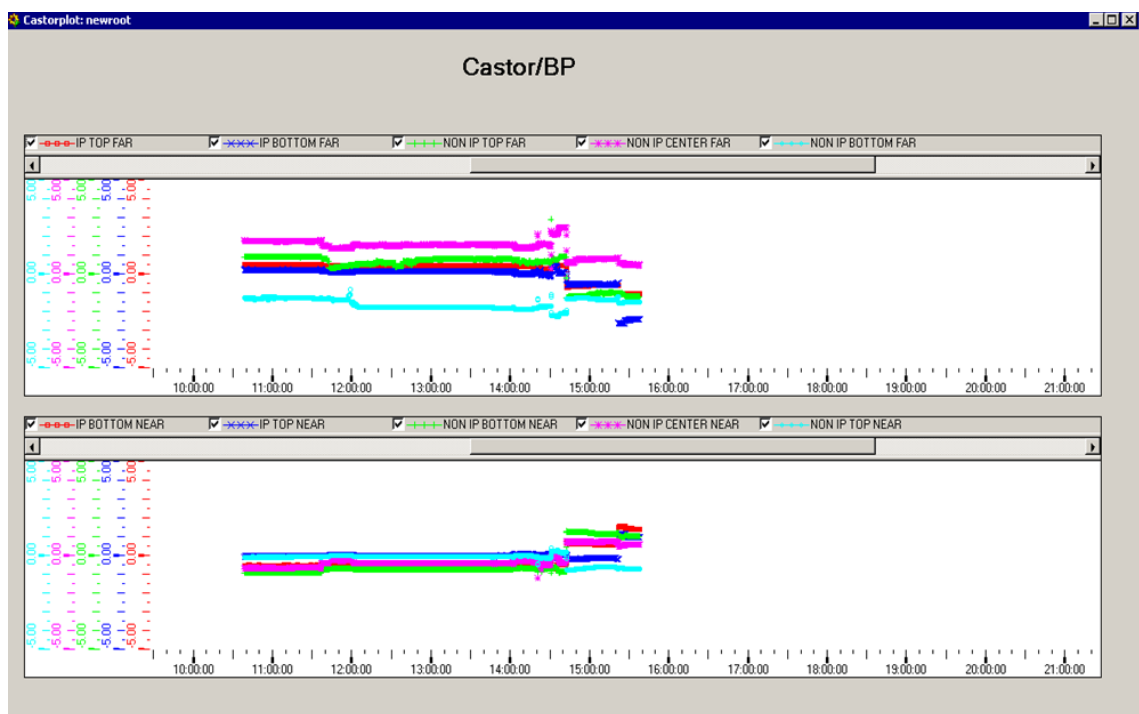 Castorplot: newroot
Castor/BP
IP TOP FAR IP BOTTOM FAR NON IP TOP FAR NON IP CENTER FAR NON IP BOTTOM FAR
5.00 5.00 5.00 5.00 5.00
0.00 0.00 0.00 0.00 0.00
-5.00 -5.00 -5.00 -5.00 -5.00
10:00:00 11:00:00 12:00:00 13:00:00 14:00:00 15:00:00 16:00:00 17:00:00 18:00:00 19:00:00 20:00:00 21:00:00
IP BOTTOM NEAR IP TOP NEAR NON IP BOTTOM NEAR NON IP CENTER NEAR NON IP TOP NEAR
5.00 5.00 5.00 5.00 5.00
0.00 0.00 0.00 0.00 0.00
-5.00 -5.00 -5.00 -5.00 -5.00
10:00:00 11:00:00 12:00:00 13:00:00 14:00:00 15:00:00 16:00:00 17:00:00 18:00:00 19:00:00 20:00:00 21:00:00